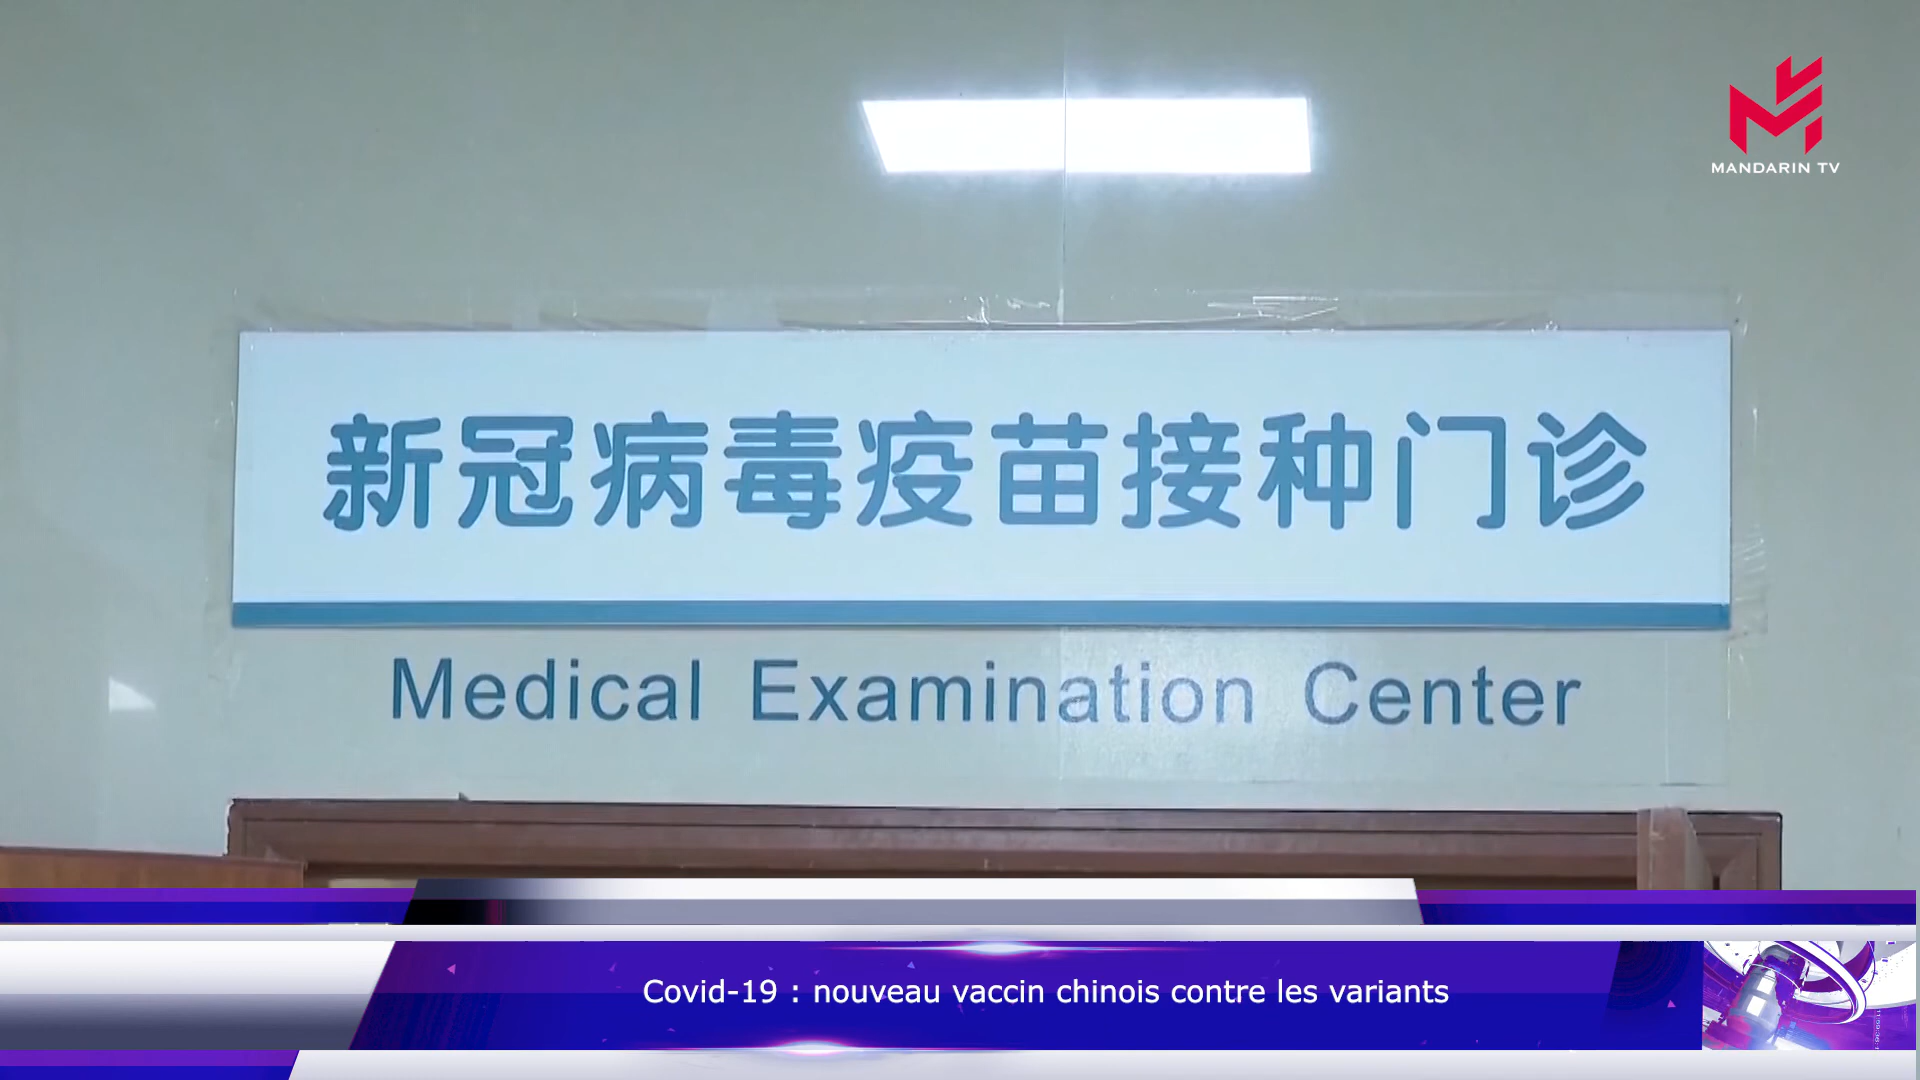 MANDARIN TV
新冠病毒疫苗接种门诊
Medical Examination Center
Covid-19 : nouveau vaccin chinois contre les variants